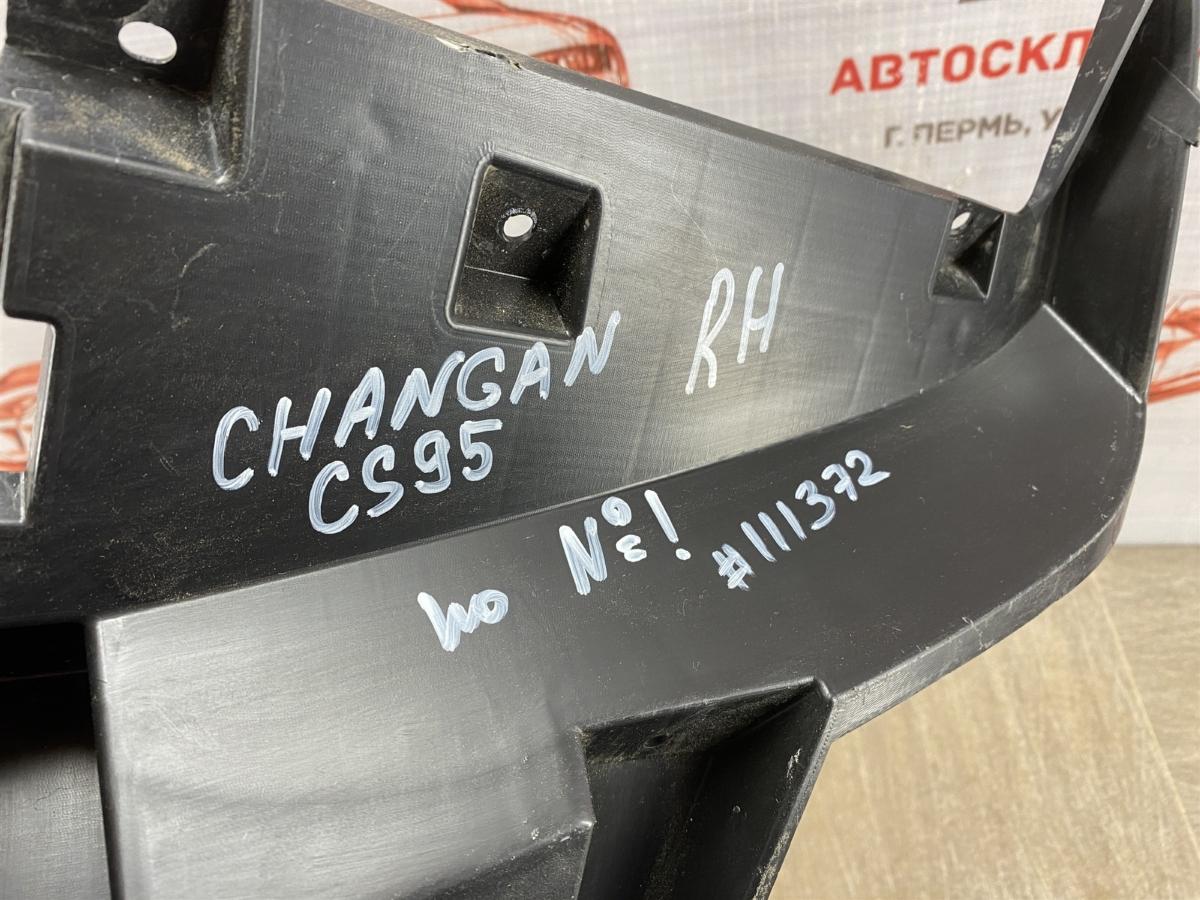 АВТОСКЛ
Г. ПЕРМЬ, У
CHANGAN RH
CS95
no №!
#111372